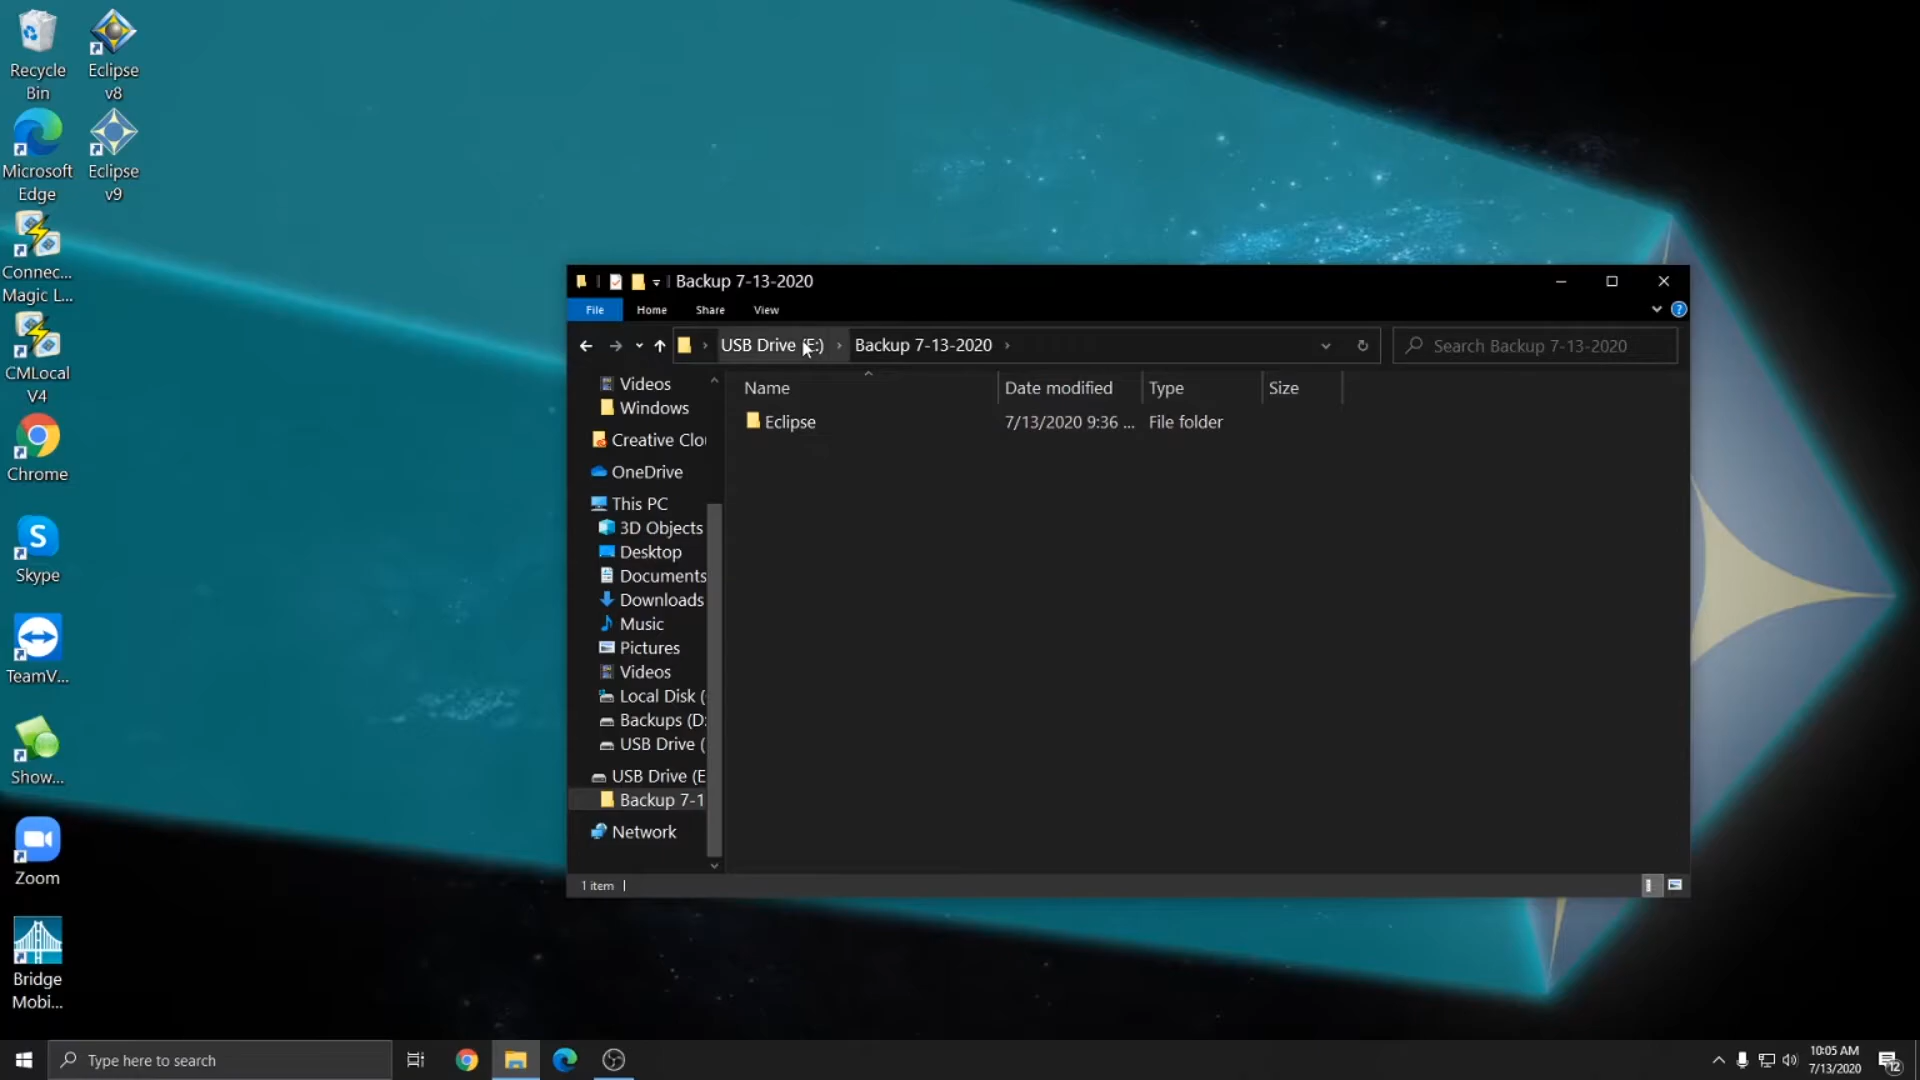 Recycle
Bin
Eclipse
v8
Microsoft
Edge
Eclipse
v9
Connec...
Magic L...
CMLocal
V4
Chrome
S
Skype
TeamV...
Show...
Zoom
Bridge
Mobi...
Backup 7-13-2020
File Home Share View
USB Drive (E:) Backup 7-13-2020
Search Backup 7-13-2020
Name Date modified Type Size
Eclipse 7/13/2020 9:36 ... File folder
Videos
Windows
Creative Clou
OneDrive
This PC
3D Objects
Desktop
Documents
Downloads
Music
Pictures
Videos
Local Disk (
Backups (D:
USB Drive (
USB Drive (E
Backup 7-1
Network
1 item
Type here to search
10:05 AM
7/13/2020
12